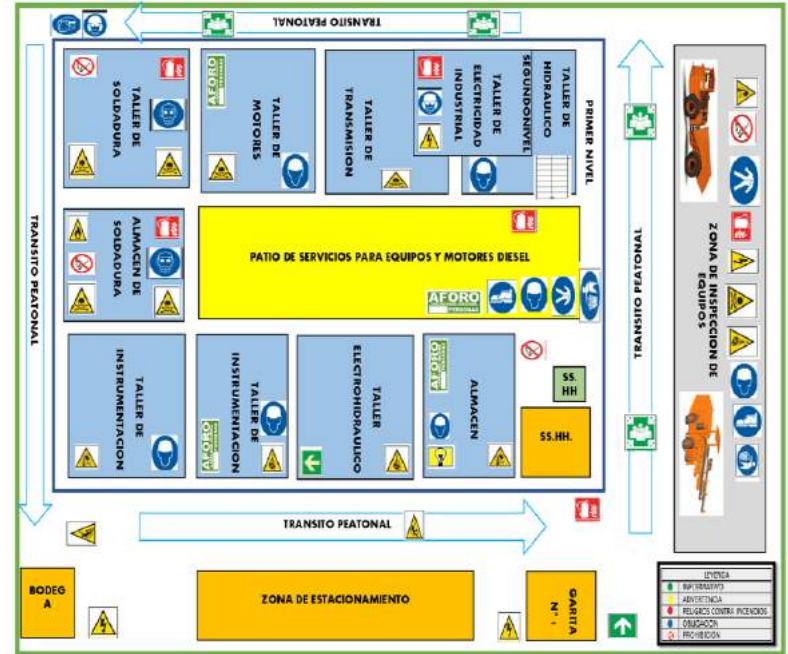 TRANSITO PEATONAL
TALLER DE
SOLDADURA
AFORO
TALLER DE
MOTORES
TALLER DE
TRANSMISION
TALLER DE
ELECTRICIDAD
INDUSTRIAL
SEGUNDONIVEL
TALLER DE
HIDRAULICO
PRIMER NIVEL
TRANSITO PEATONAL
ALMACEN DE
SOLDADURA
PATIO DE SERVICIOS PARA EQUIPOS Y MOTORES DIESEL
AFORO
PERSONAS
TRANSITO PEATONAL
ZONA DE INSPECCION DE
EQUIPOS
TALLER DE
INSTRUMENTACION
TALLER DE
INSTRUMENTACION
AFORO
TALLER
ELECTROHIDRAULICO
AFORO
ALMACEN
SS.
HH
SS.HH.
TRANSITO PEATONAL
BODEG
A
ZONA DE ESTACIONAMIENTO
GARITA
LEYENDA
INFORMATIVO
ADVERTENCIA
PELIGROS CONTRA INCENDIOS
OBLIGACION
PROHIBICION